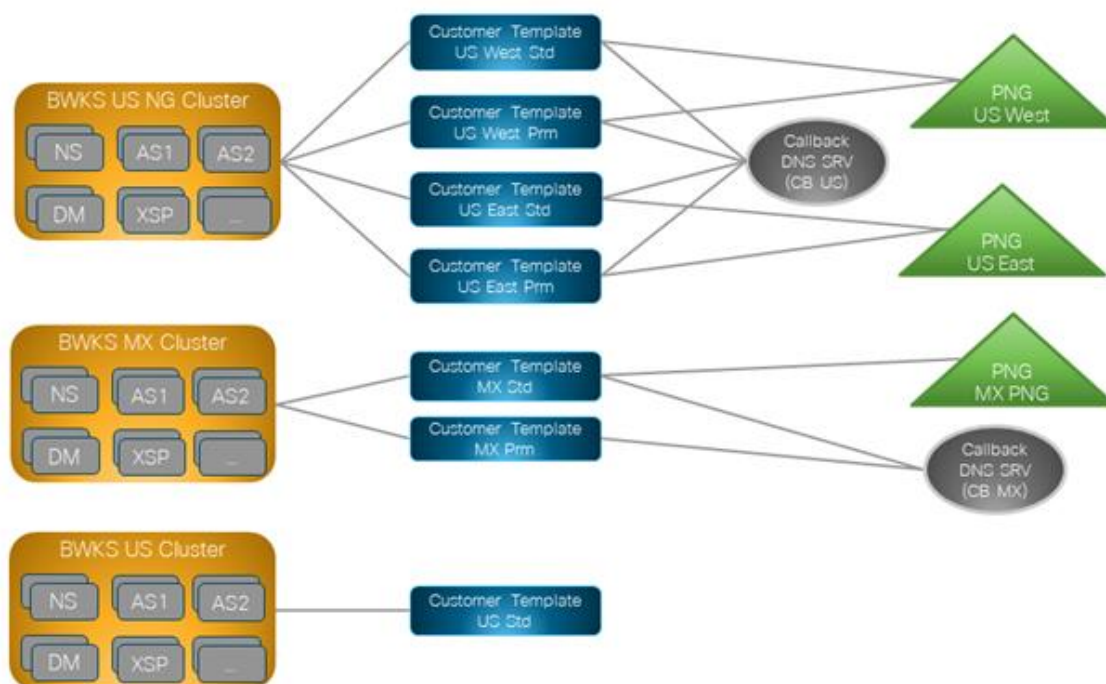 BWKS US NG Cluster
NS
AS1
AS2
DM
XSP
...
Customer Template
US West Std
Customer Template
US West Prm
Customer Template
US East Std
Customer Template
US East Prm
Callback
DNS SRV
(CB US)
PNG
US West
PNG
US East
BWKS MX Cluster
NS
AS1
AS2
DM
XSP
...
Customer Template
MX Std
Customer Template
MX Prm
PNG
MX PNG
Callback
DNS SRV
(CB MX)
BWKS US Cluster
NS
AS1
AS2
DM
XSP
...
Customer Template
US Std